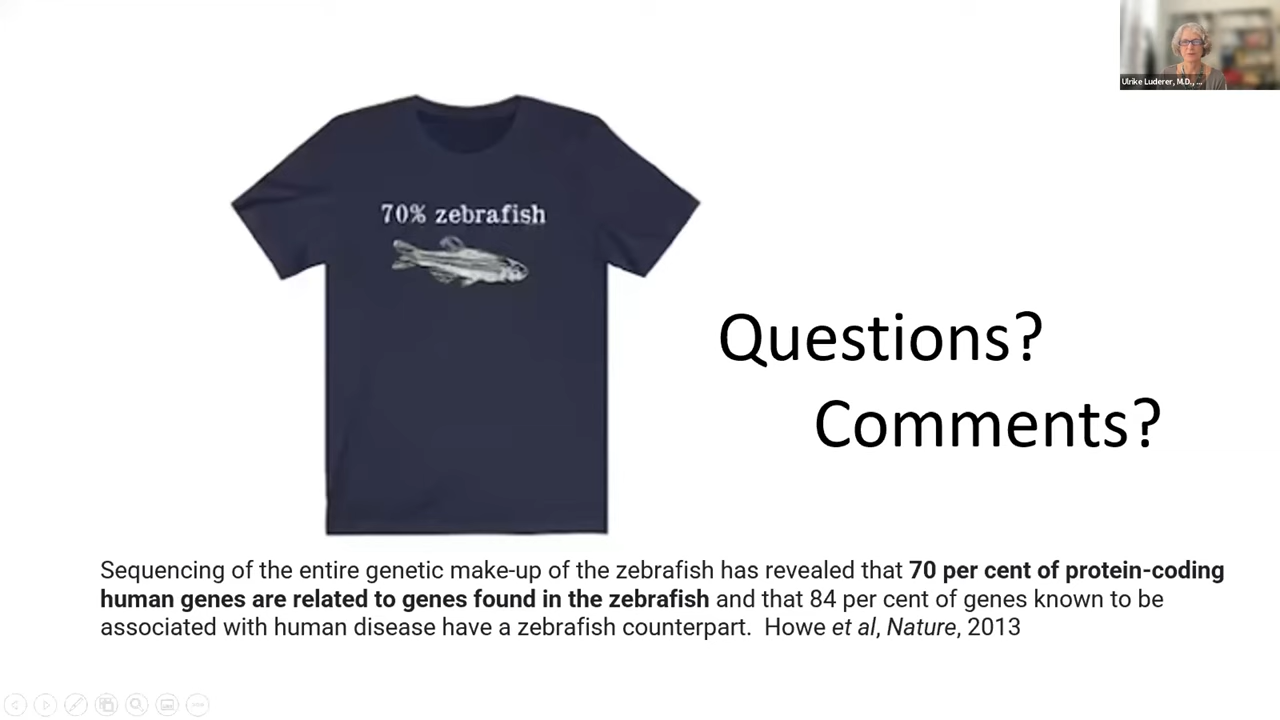 Ulrike Luderer, M.D., ...
70% zebrafish
Questions?
Comments?
Sequencing of the entire genetic make-up of the zebrafish has revealed that 70 per cent of protein-coding
human genes are related to genes found in the zebrafish and that 84 per cent of genes known to be
associated with human disease have a zebrafish counterpart.  Howe et al, Nature, 2013